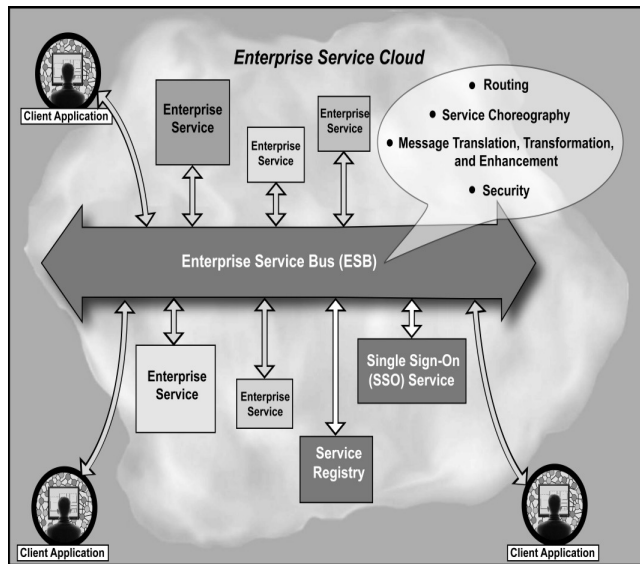 Enterprise Service Cloud
Client Application
Enterprise
Service
Enterprise
Service
Enterprise
Service
• Routing
• Service Choreography
• Message Translation, Transformation,
and Enhancement
• Security
Enterprise Service Bus (ESB)
Enterprise
Service
Enterprise
Service
Service
Registry
Single Sign-On
(SSO) Service
Client Application
Client Application